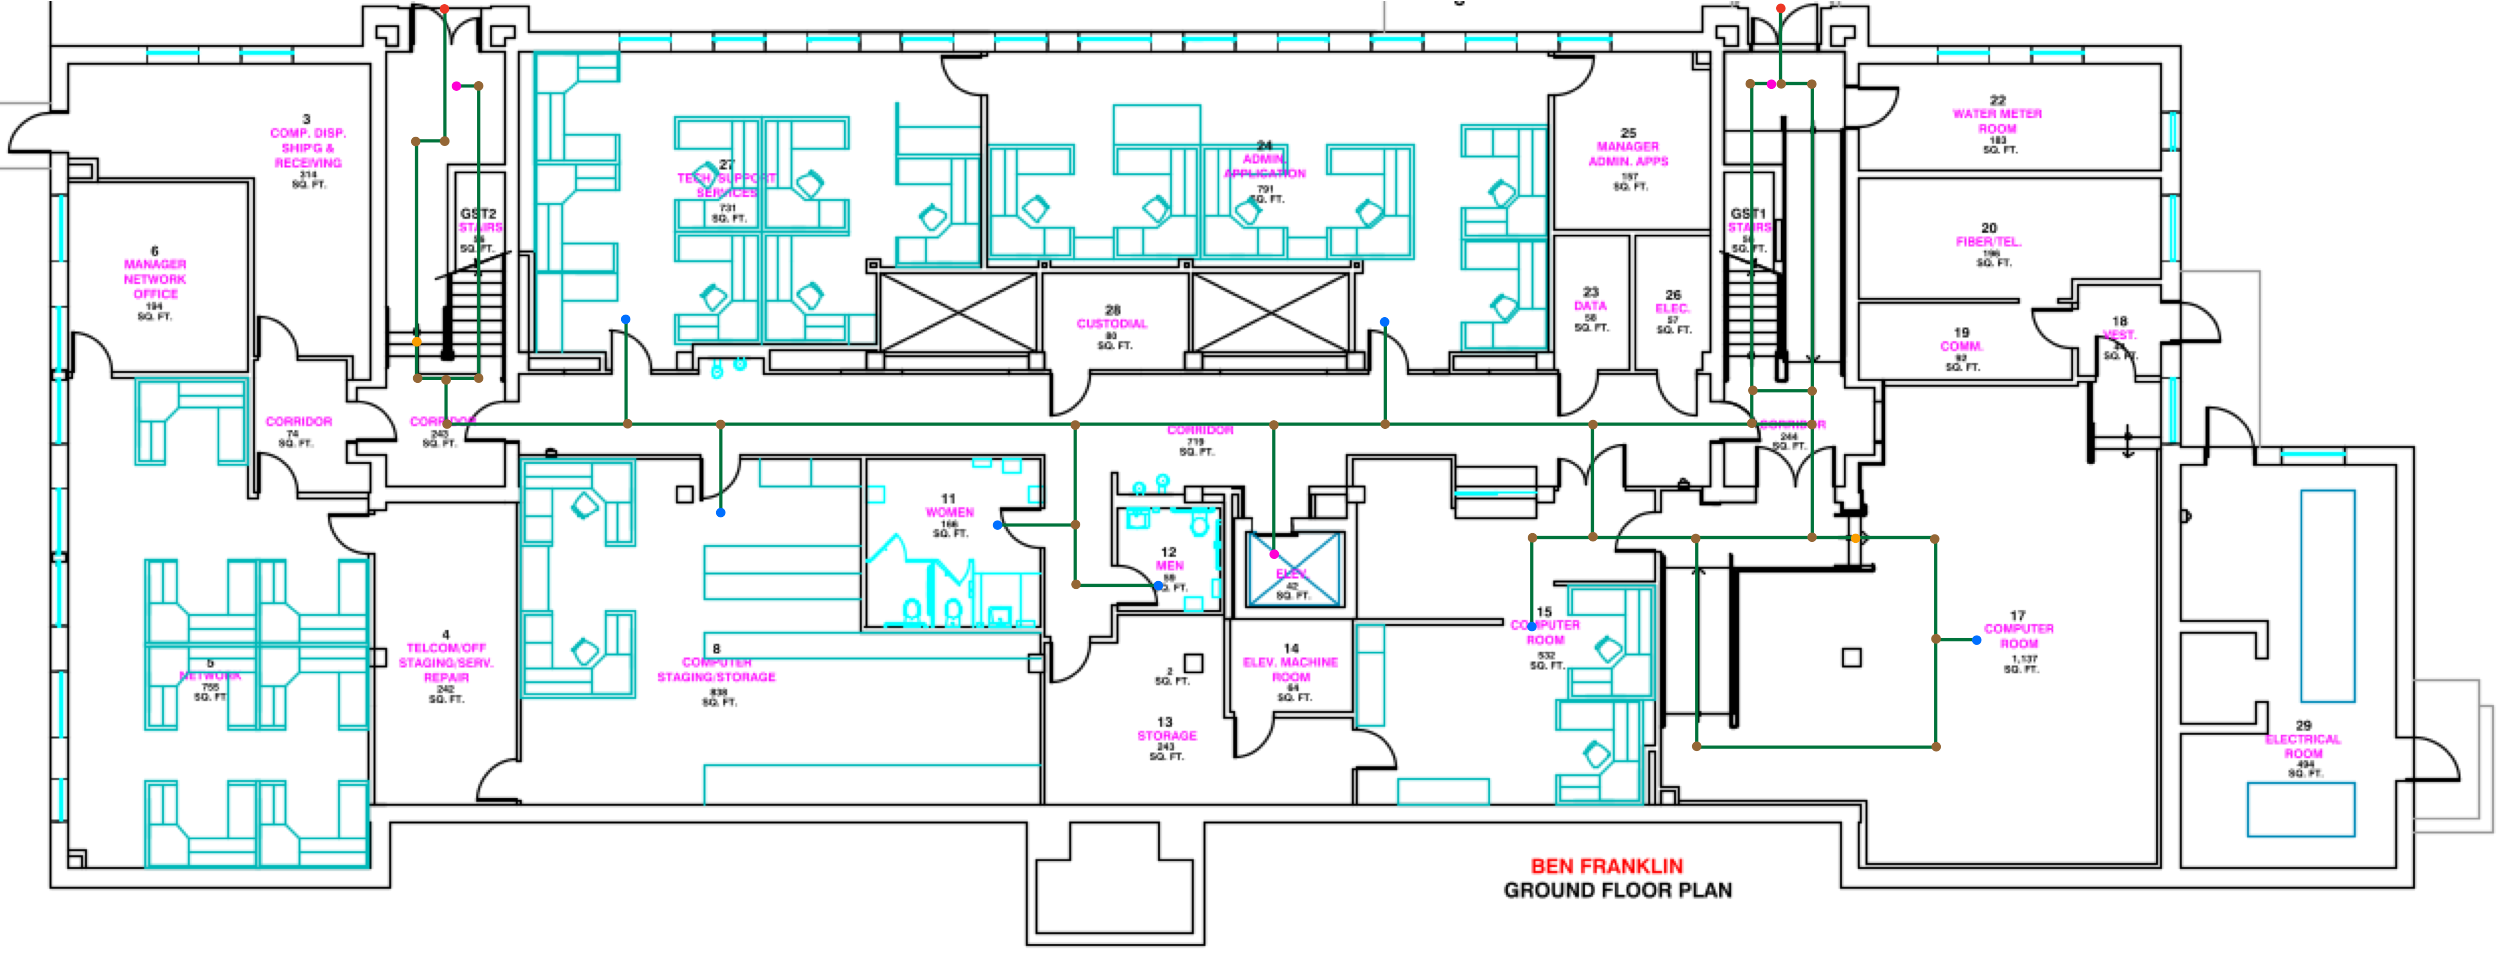 3
COMP. DISP.
SHIP'G &
RECEIVING
314
SQ. FT.
6
MANAGER
NETWORK
OFFICE
194
SQ. FT.
GST2
STAIRS
SQ. FT.
27
TECH. SUPPORT
SERVICES
731
SQ. FT.
24
ADMIN.
APPLICATION
791
SQ. FT.
25
MANAGER
ADMIN. APPS
157
SQ. FT.
GST1
STAIRS
SQ. FT.
22
WATER METER
ROOM
183
SQ. FT.
20
FIBER/TEL.
196
SQ. FT.
28
CUSTODIAL
80
SQ. FT.
23
DATA
58
SQ. FT.
26
ELEC.
57
SQ. FT.
19
COMM.
92
SQ. FT.
18
VEST.
SQ. FT.
CORRIDOR
74
SQ. FT.
CORRIDOR
243
SQ. FT.
CORRIDOR
719
SQ. FT.
CORRIDOR
244
SQ. FT.
11
WOMEN
166
SQ. FT.
12
MEN
59
SQ. FT.
ELEV.
42
SQ. FT.
5
NETWORK
755
SQ. FT
4
TELCOM/OFF
STAGING/SERV.
REPAIR
242
SQ. FT.
8
COMPUTER
STAGING/STORAGE
838
SQ. FT.
2
SQ. FT.
13
STORAGE
243
SQ. FT.
14
ELEV. MACHINE
ROOM
64
SQ. FT.
15
COMPUTER
ROOM
532
SQ. FT.
17
COMPUTER
ROOM
1,137
SQ. FT.
29
ELECTRICAL
ROOM
494
SQ. FT.
BEN FRANKLIN
GROUND FLOOR PLAN